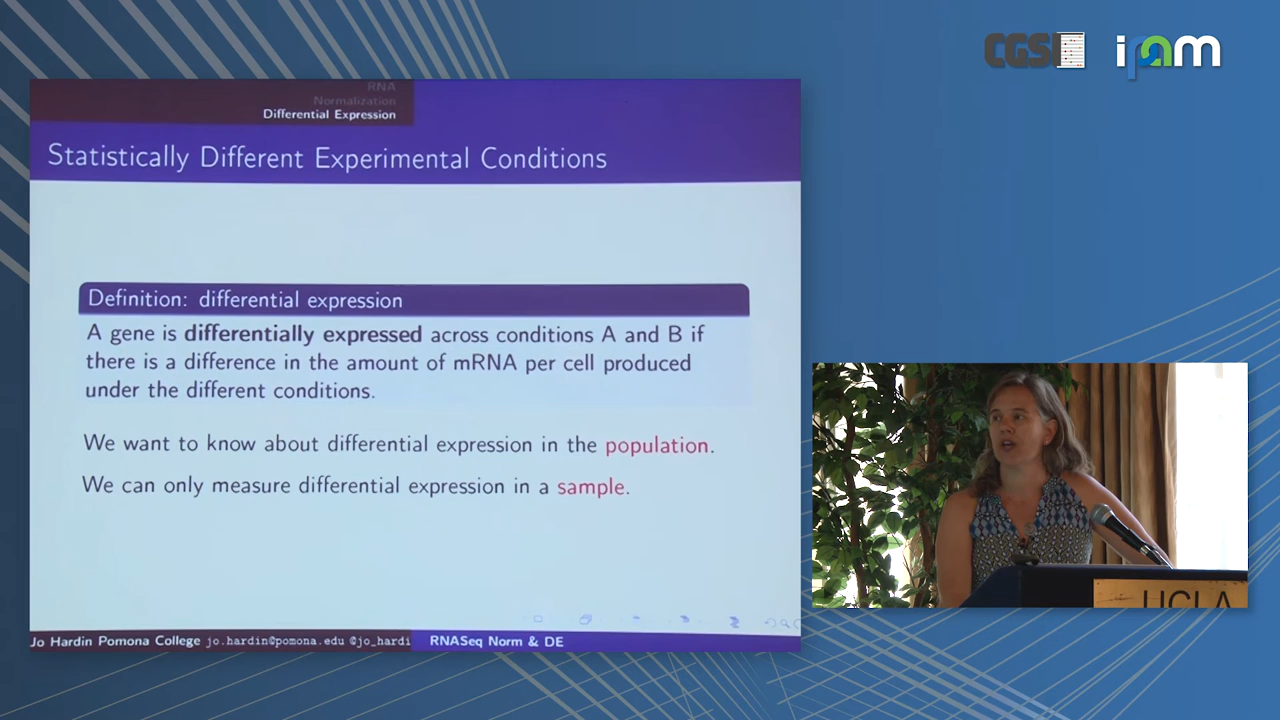 CGSI
ipam
RNA
Normalization
Differential Expression
Statistically Different Experimental Conditions
Definition: differential expression
A gene is differentially expressed across conditions A and B if
there is a difference in the amount of mRNA per cell produced
under the different conditions.
We want to know about differential expression in the population.
We can only measure differential expression in a sample.
Jo Hardin Pomona College jo.hardin@pomona.edu @jo_hardi
RNASeq Norm & DE
UCLA